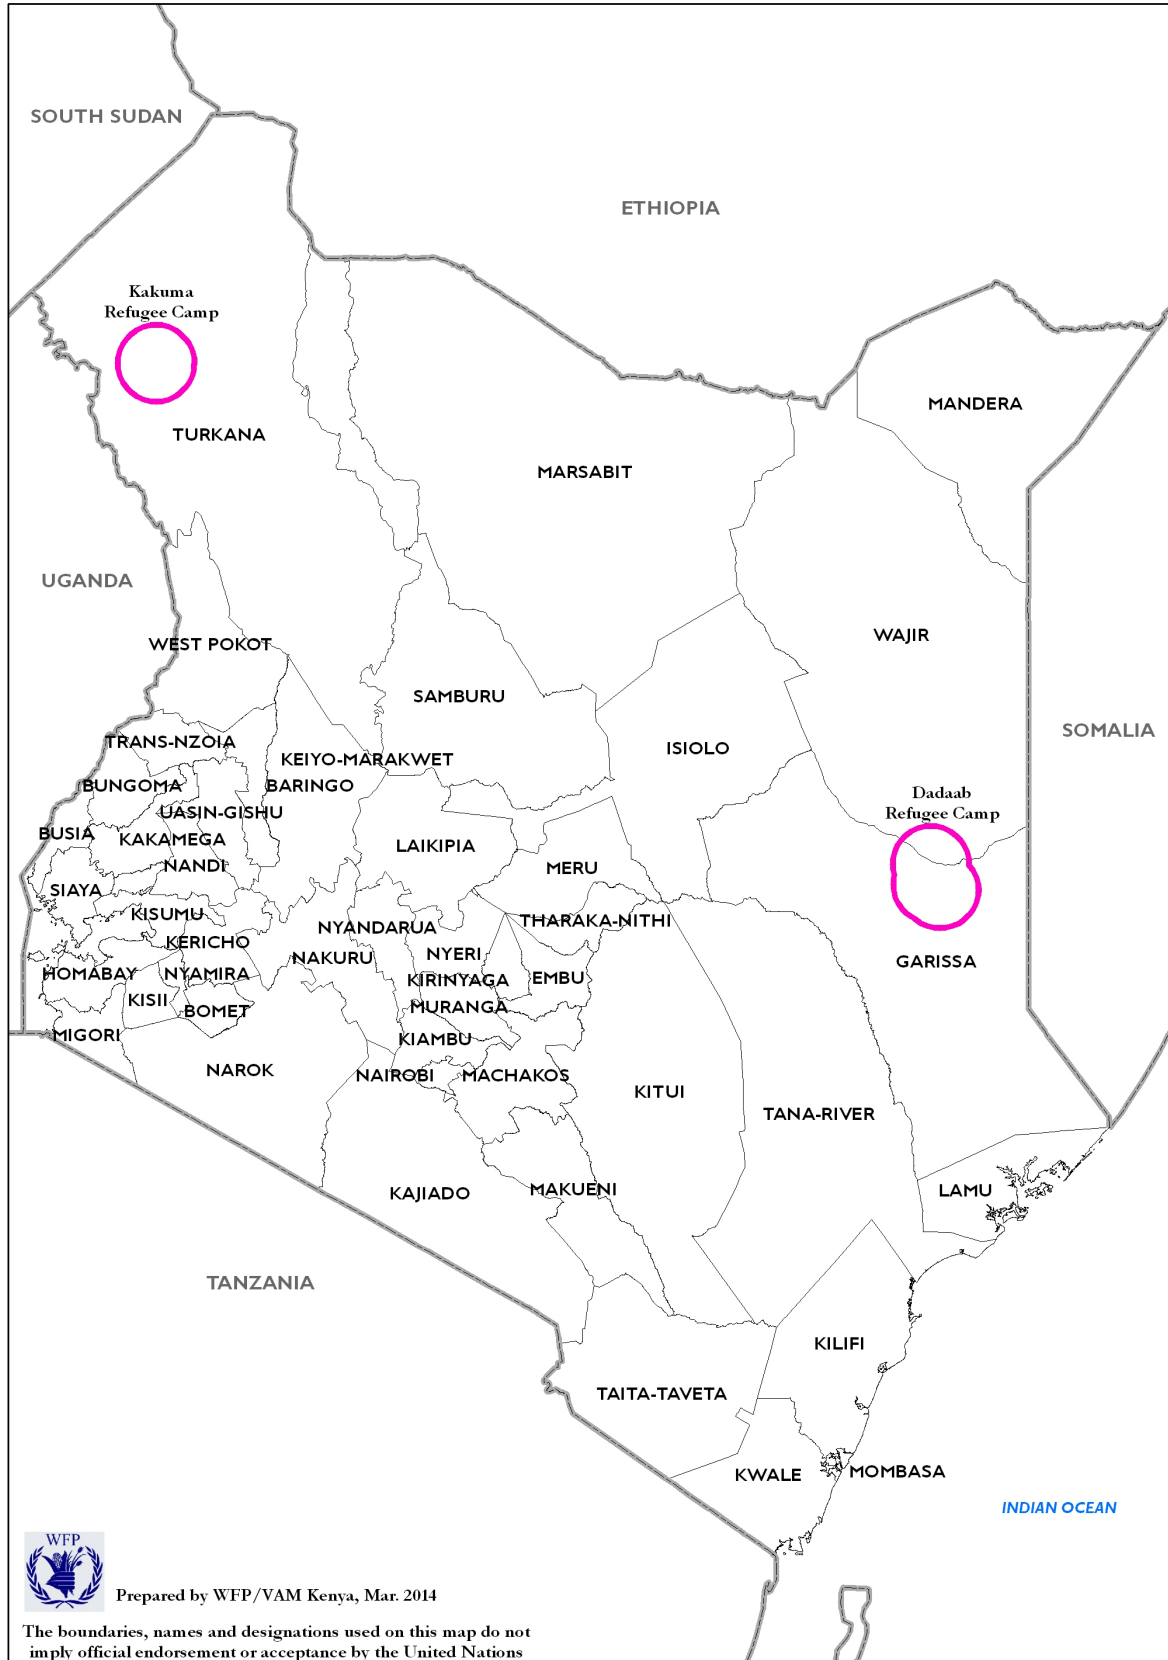 SOUTH SUDAN
ETHIOPIA
Kakuma
Refugee Camp
MANDERA
TURKANA
MARSABIT
UGANDA
WAJIR
WEST POKOT
SAMBURU
SOMALIA
TRANS-NZOIA
ISIOLO
KEIYO-MARAKWET
BUNGOMA
BARINGO
Dadaab
Refugee Camp
UASIN-GISHU
BUSIA
KAKAMEGA
LAIKIPIA
NANDI
MERU
SIAYA
KISUMU
THARAKA-NITHI
NYANDARUA
KERICHO
NYERI
NAKURU
GARISSA
HOMABAY
NYAMIRA
KIRINYAGA
EMBU
KISII
MURANGA
BOMET
MIGORI
KIAMBU
NAROK
NAIROBI
MACHAKOS
KITUI
TANA-RIVER
KAJIADO
MAKUENI
LAMU
TANZANIA
KILIFI
TAITA-TAVETA
KWALE
MOMBASA
INDIAN OCEAN
WFP
Prepared by WFP/VAM Kenya, Mar. 2014
The boundaries, names and designations used on this map do not
imply official endorsement or acceptance by the United Nations